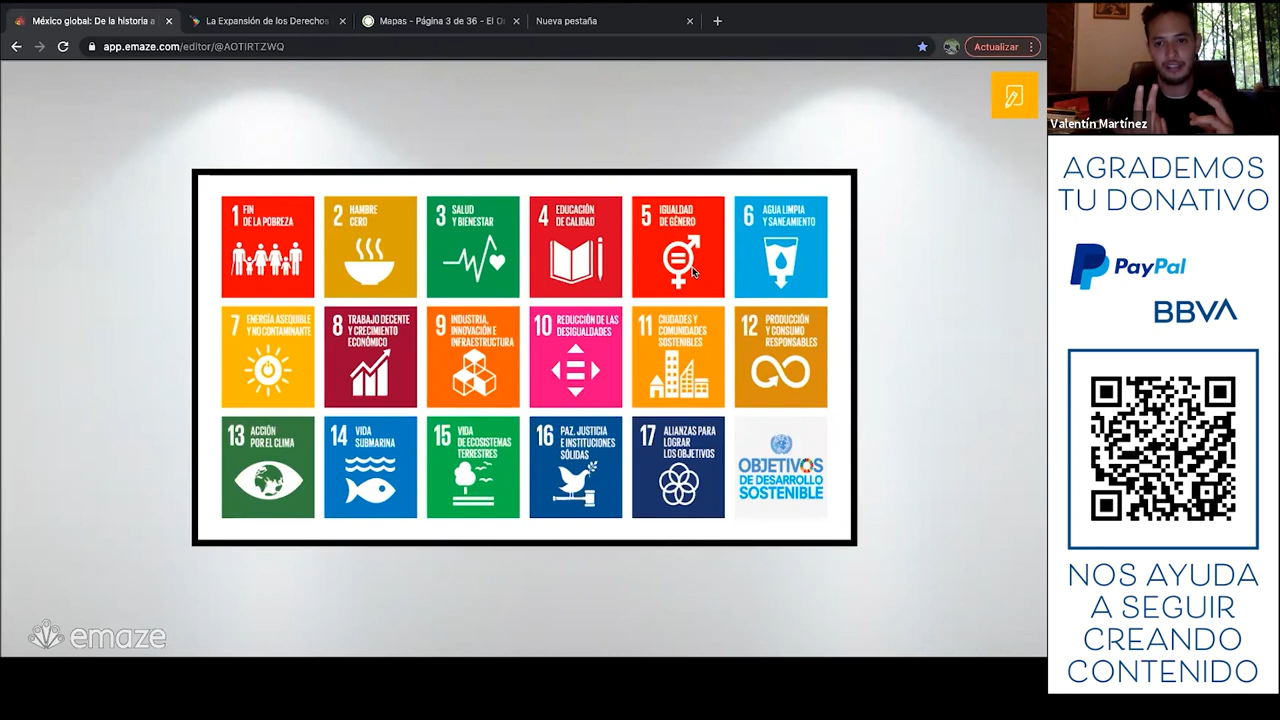 México global: De la historia a
La Expansión de los Derechos
Mapas - Página 3 de 36 - El O
Nueva pestaña
app.emaze.com/editor/@AOTIRTZWQ
Actualizar
Valentín Martínez
1 FIN
DE LA POBREZA
2 HAMBRE
CERO
3 SALUD
Y BIENESTAR
4 EDUCACIÓN
DE CALIDAD
5 IGUALDAD
DE GÉNERO
6 AGUA LIMPIA
Y SANEAMIENTO
7 ENERGÍA ASEQUIBLE
Y NO CONTAMINANTE
8 TRABAJO DECENTE
Y CRECIMIENTO
ECONÓMICO
9 INDUSTRIA,
INNOVACIÓN E
INFRAESTRUCTURA
10 REDUCCIÓN DE LAS
DESIGUALDADES
11 CIUDADES Y
COMUNIDADES
SOSTENIBLES
12 PRODUCCIÓN
Y CONSUMO
RESPONSABLES
13 ACCIÓN
POR EL CLIMA
14 VIDA
SUBMARINA
15 VIDA
DE ECOSISTEMAS
TERRESTRES
16 PAZ, JUSTICIA
E INSTITUCIONES
SÓLIDAS
17 ALIANZAS PARA
LOGRAR
LOS OBJETIVOS
OBJETIVOS
DE DESARROLLO
SOSTENIBLE
emaze
AGRADEMOS
TU DONATIVO
PayPal
BBVA
NOS AYUDA
A SEGUIR
CREANDO
CONTENIDO